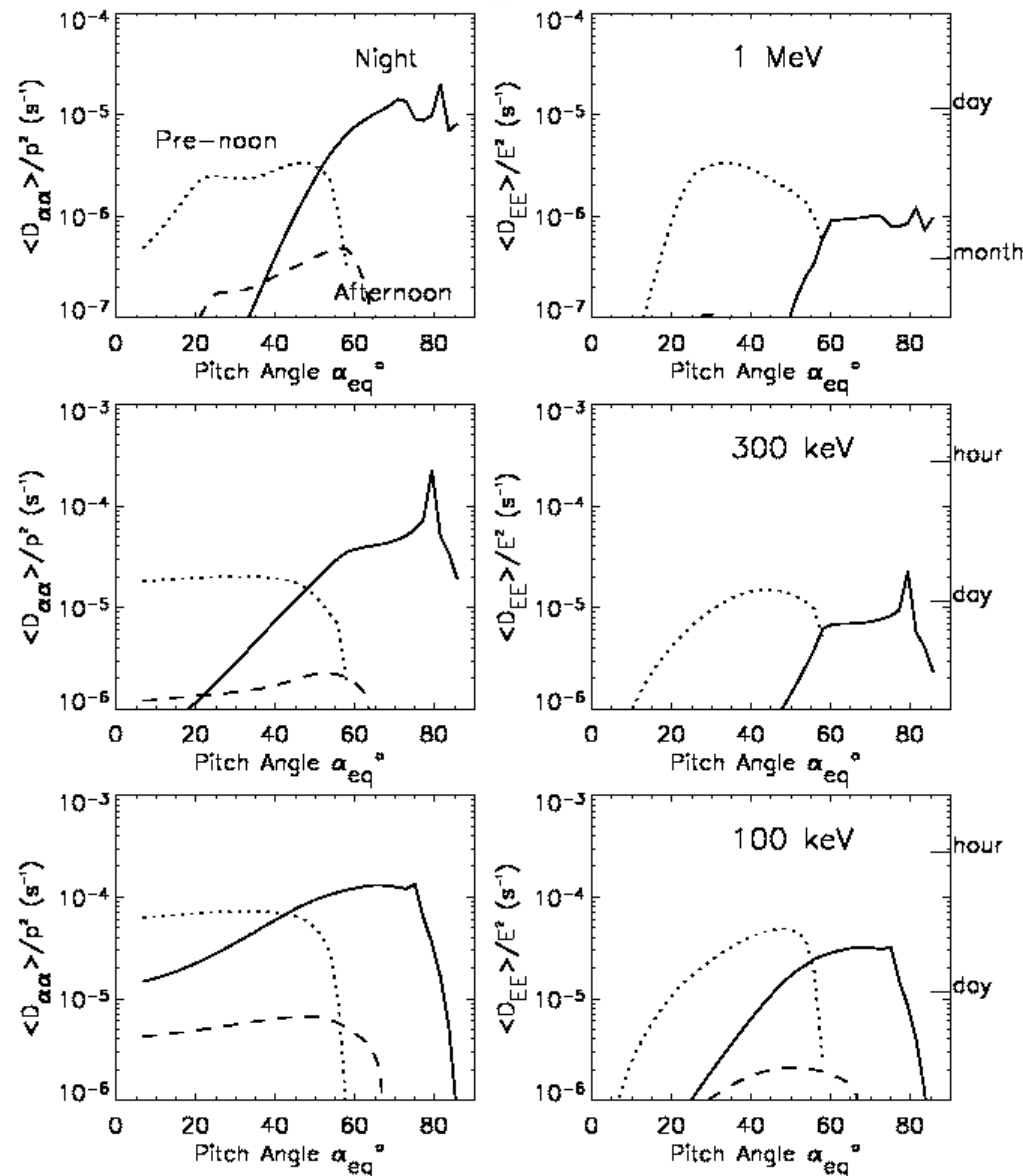 10⁻⁴
10⁻⁵
10⁻⁶
10⁻⁷
<D_αα>/p² (s⁻¹)
Night
Pre-noon
Afternoon
0 20 40 60 80
Pitch Angle α_eq°
10⁻⁴
10⁻⁵
10⁻⁶
10⁻⁷
<D_EE>/E² (s⁻¹)
1 MeV
day
month
0 20 40 60 80
Pitch Angle α_eq°
10⁻³
10⁻⁴
10⁻⁵
10⁻⁶
<D_αα>/p² (s⁻¹)
0 20 40 60 80
Pitch Angle α_eq°
10⁻³
10⁻⁴
10⁻⁵
10⁻⁶
<D_EE>/E² (s⁻¹)
300 keV
hour
day
0 20 40 60 80
Pitch Angle α_eq°
10⁻³
10⁻⁴
10⁻⁵
10⁻⁶
<D_αα>/p² (s⁻¹)
0 20 40 60 80
Pitch Angle α_eq°
10⁻³
10⁻⁴
10⁻⁵
10⁻⁶
<D_EE>/E² (s⁻¹)
100 keV
hour
day
0 20 40 60 80
Pitch Angle α_eq°